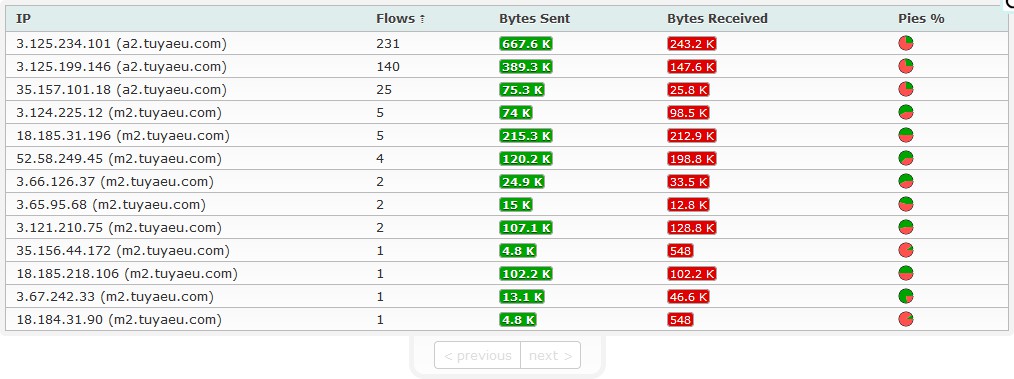 IP Flows Bytes Sent Bytes Received Pies %
3.125.234.101 (a2.tuyaeu.com) 231 667.6 K 243.2 K
3.125.199.146 (a2.tuyaeu.com) 140 389.3 K 147.6 K
35.157.101.18 (a2.tuyaeu.com) 25 75.3 K 25.8 K
3.124.225.12 (m2.tuyaeu.com) 5 74 K 98.5 K
18.185.31.196 (m2.tuyaeu.com) 5 215.3 K 212.9 K
52.58.249.45 (m2.tuyaeu.com) 4 120.2 K 198.8 K
3.66.126.37 (m2.tuyaeu.com) 2 24.9 K 33.5 K
3.65.95.68 (m2.tuyaeu.com) 2 15 K 12.8 K
3.121.210.75 (m2.tuyaeu.com) 2 107.1 K 128.8 K
35.156.44.172 (m2.tuyaeu.com) 1 4.8 K 548
18.185.218.106 (m2.tuyaeu.com) 1 102.2 K 102.2 K
3.67.242.33 (m2.tuyaeu.com) 1 13.1 K 46.6 K
18.184.31.90 (m2.tuyaeu.com) 1 4.8 K 548
< previous next >